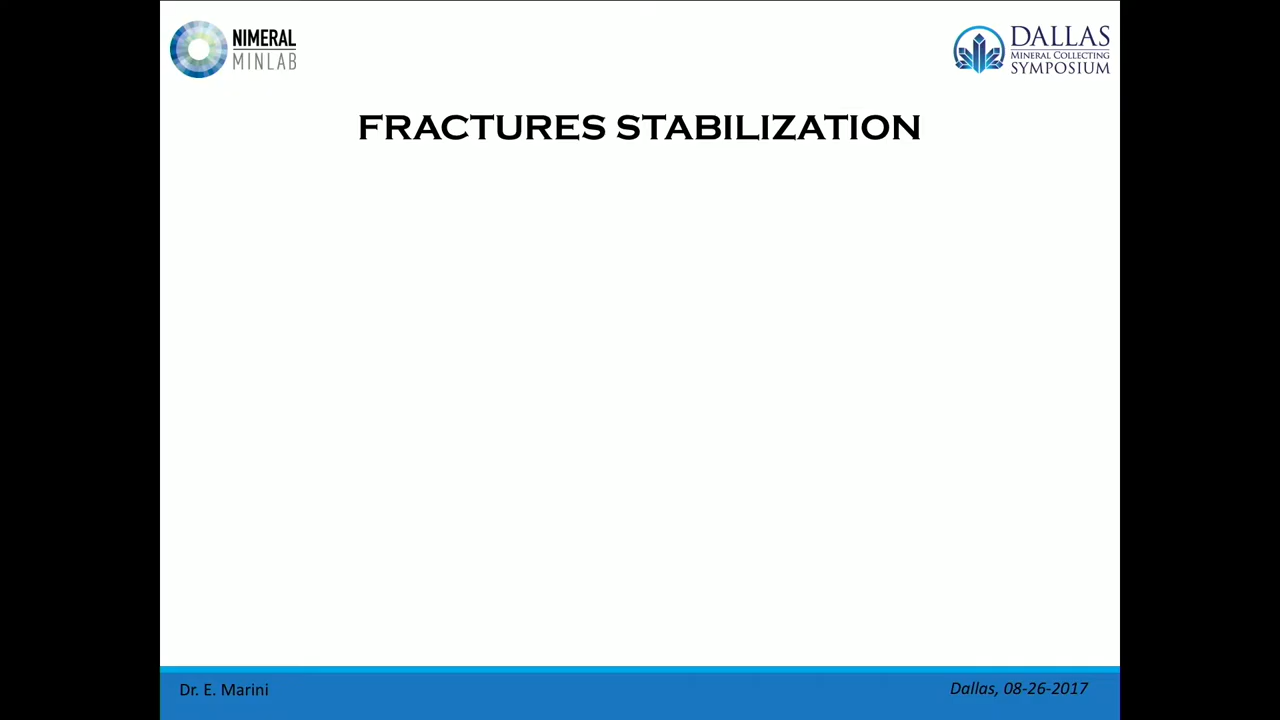 NIMERAL
MINLAB
DALLAS
MINERAL COLLECTING
SYMPOSIUM
FRACTURES STABILIZATION
Dr. E. Marini
Dallas, 08-26-2017